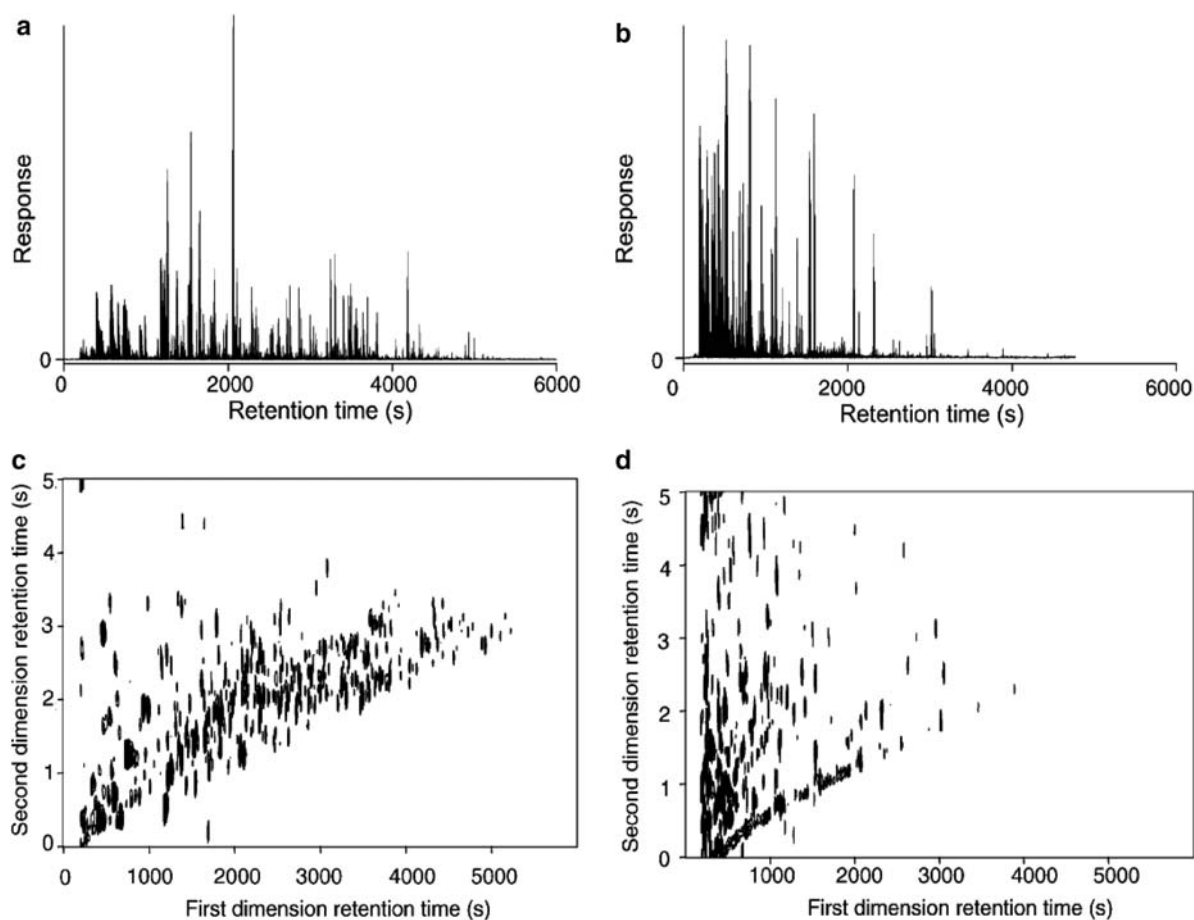 a
Response
0
0 2000 4000 6000
Retention time (s)
b
Response
0
0 2000 4000 6000
Retention time (s)
c
Second dimension retention time (s)
5
4
3
2
1
0
0 1000 2000 3000 4000 5000
First dimension retention time (s)
d
Second dimension retention time (s)
5
4
3
2
1
0
1000 2000 3000 4000 5000
First dimension retention time (s)